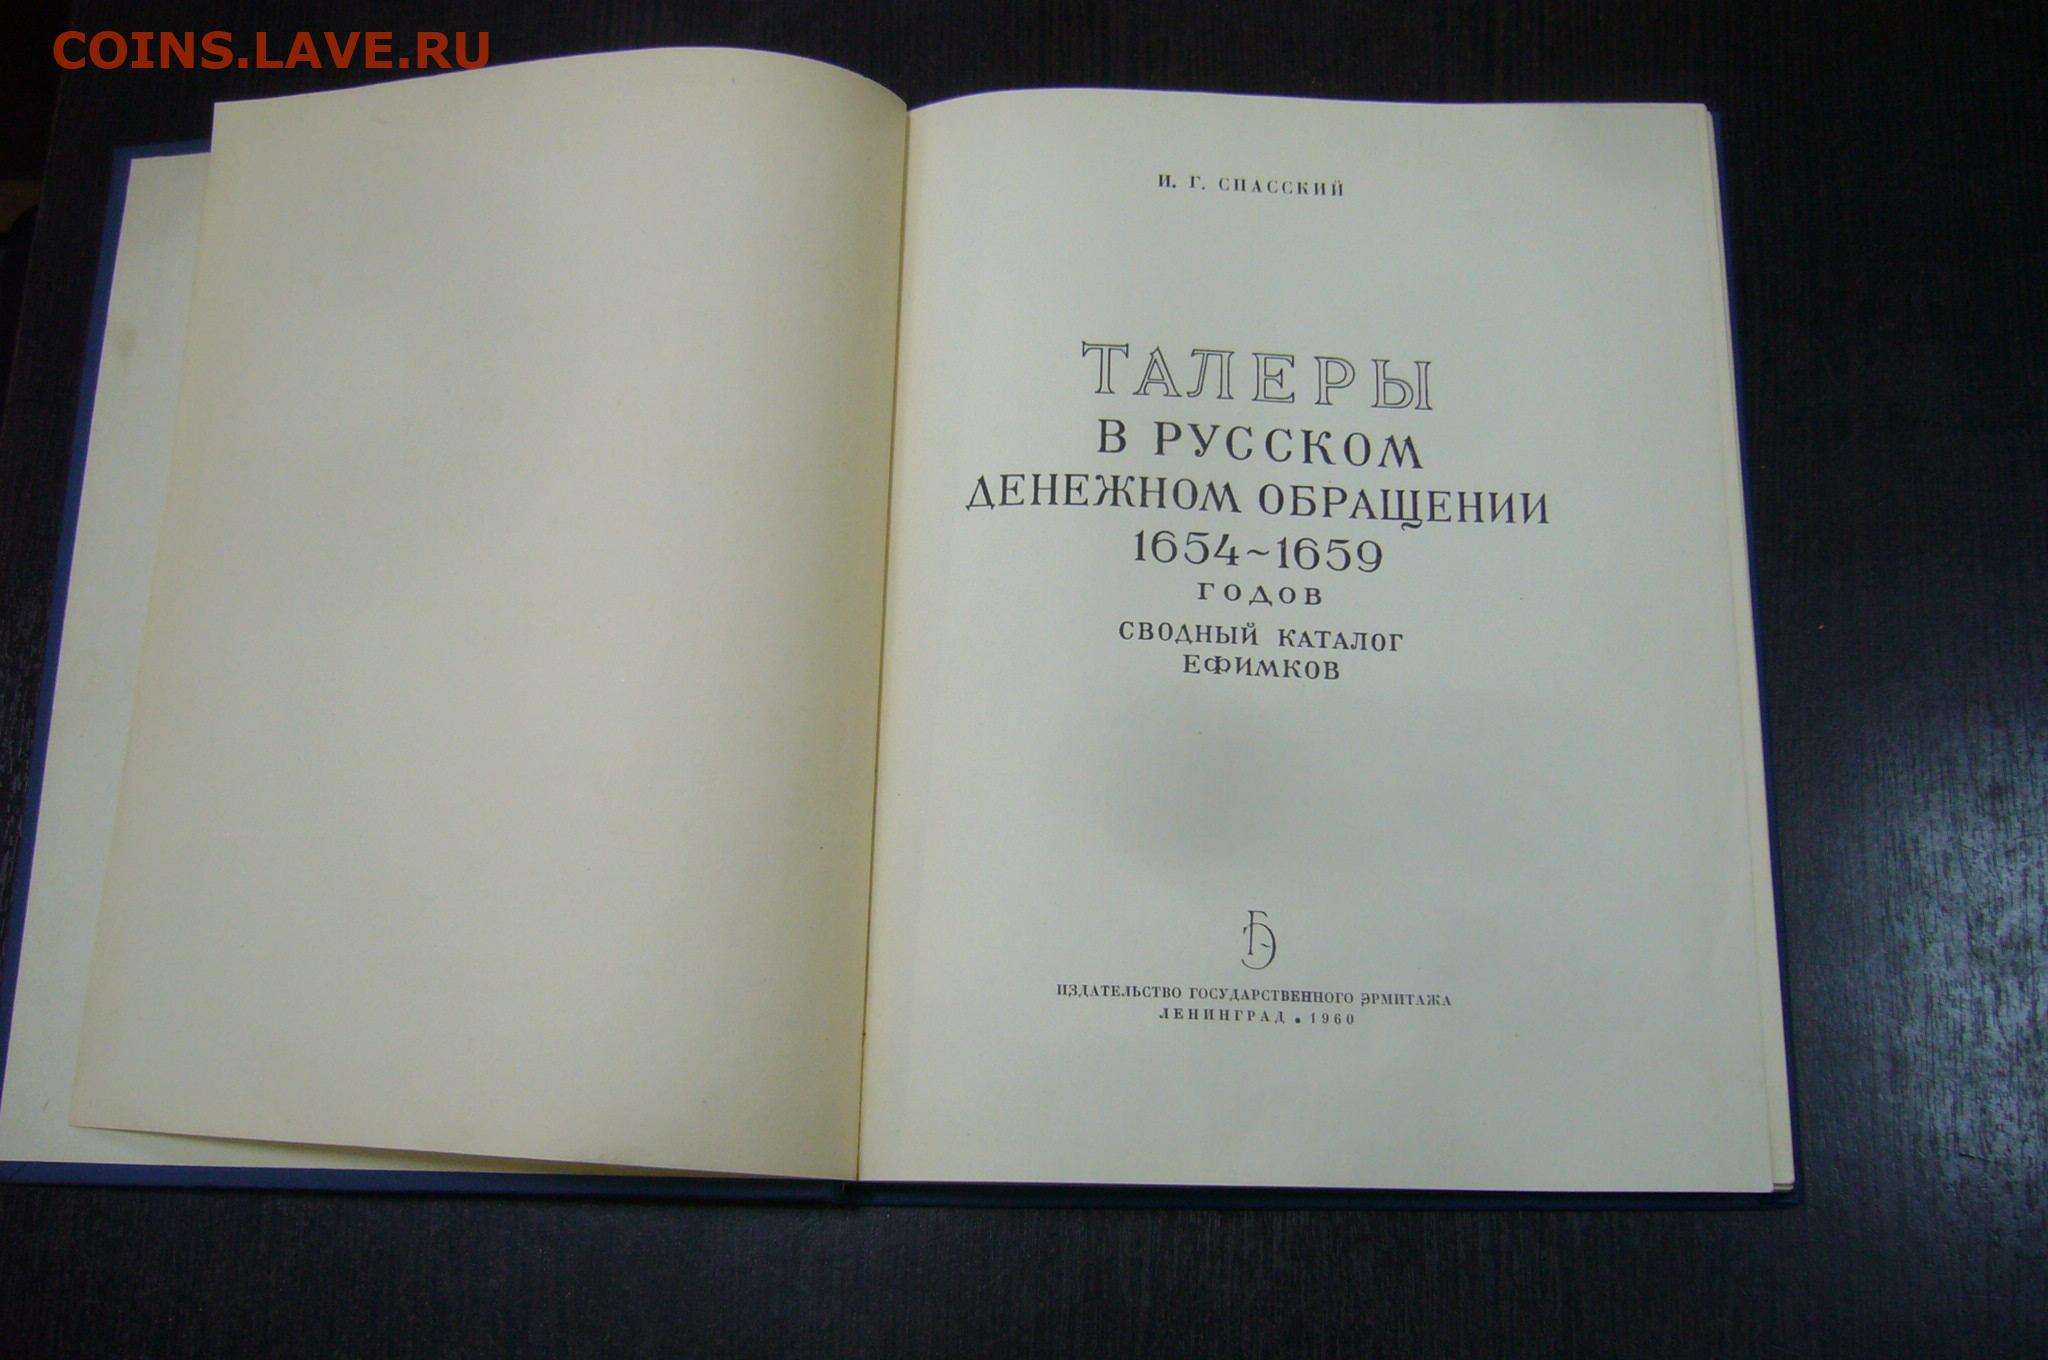 COINS.LAVE.RU
И. Г. СПАССКИЙ
ТАЛЕРЫ
В РУССКОМ
ДЕНЕЖНОМ ОБРАЩЕНИИ
1654~1659
ГОДОВ
СВОДНЫЙ КАТАЛОГ
ЕФИМКОВ
ГЭ
ИЗДАТЕЛЬСТВО ГОСУДАРСТВЕННОГО ЭРМИТАЖА
ЛЕНИНГРАД • 1960